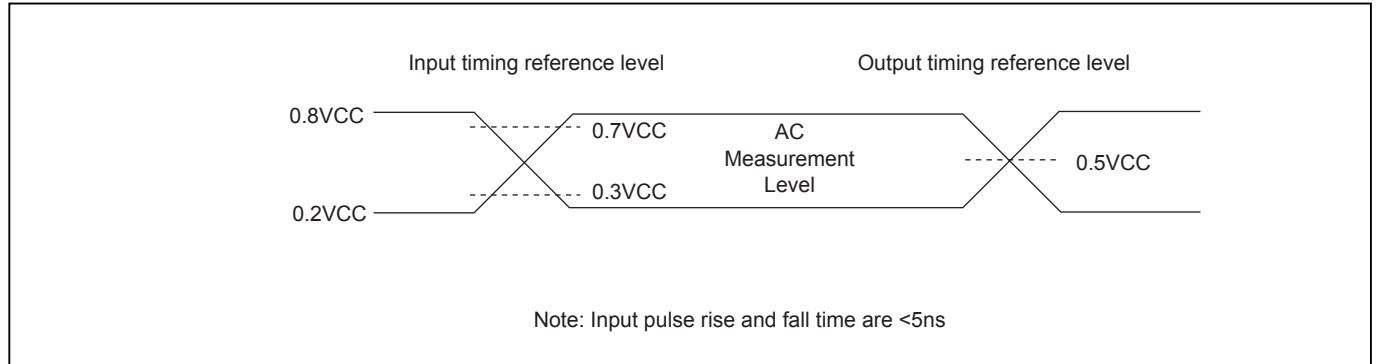 Input timing reference level
Output timing reference level
0.8VCC
0.7VCC
AC
Measurement
Level
0.5VCC
0.3VCC
0.2VCC
Note: Input pulse rise and fall time are <5ns